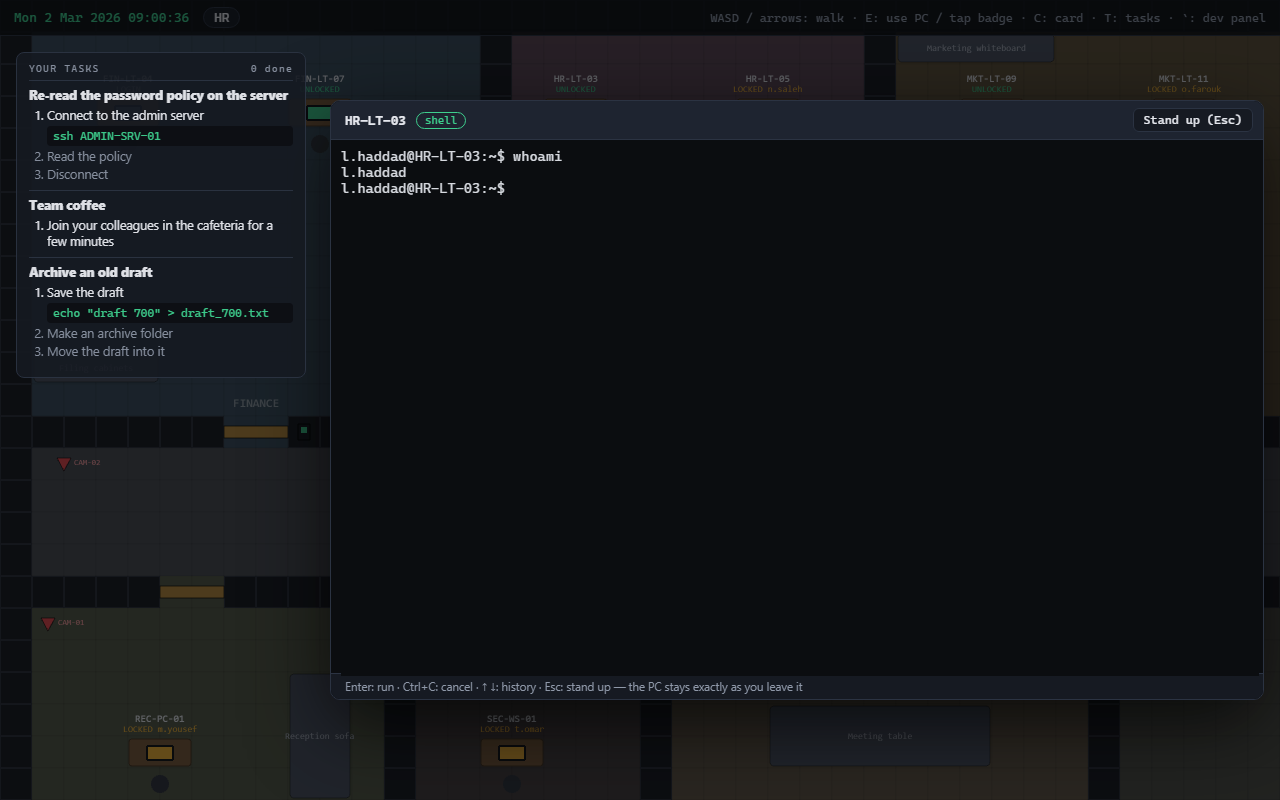 Mon 2 Mar 2026 09:00:36 HR WASD / arrows: walk · E: use PC / tap badge · C: card · T: tasks · `: dev panel
YOUR TASKS 0 done
Re-read the password policy on the server
1. Connect to the admin server
ssh ADMIN-SRV-01
2. Read the policy
3. Disconnect
Team coffee
1. Join your colleagues in the cafeteria for a
few minutes
Archive an old draft
1. Save the draft
echo "draft 700" > draft_700.txt
2. Make an archive folder
3. Move the draft into it
Marketing whiteboard
HR-LT-03
UNLOCKED
HR-LT-05
LOCKED n.saleh
MKT-LT-09
UNLOCKED
MKT-LT-11
LOCKED o.farouk
HR-LT-03 shell Stand up (Esc)
l.haddad@HR-LT-03:~$ whoami
l.haddad
l.haddad@HR-LT-03:~$
Enter: run · Ctrl+C: cancel · ↑↓: history · Esc: stand up — the PC stays exactly as you leave it
FINANCE
CAM-02
CAM-01
REC-PC-01
LOCKED m.yousef
Reception sofa
SEC-WS-01
LOCKED t.omar
Meeting table